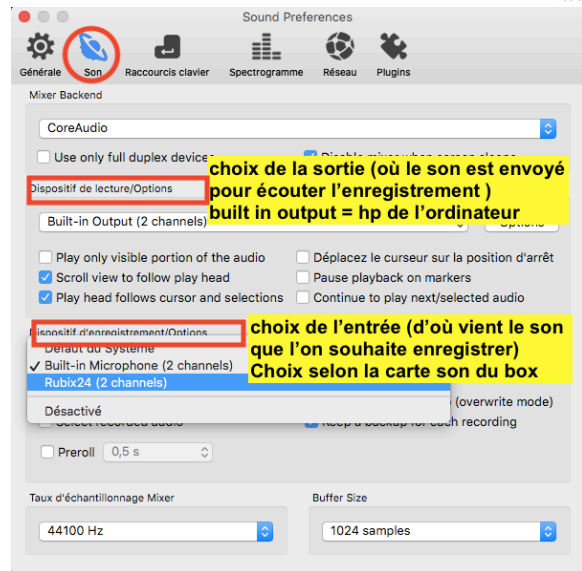 Sound Preferences
Générale Son Raccourcis clavier Spectrogramme Réseau Plugins
Mixer Backend
CoreAudio
Use only full duplex devices
choix de la sortie (où le son est envoyé
Dispositif de lecture/Options
pour écouter l'enregistrement )
built in output = hp de l'ordinateur
Built-in Output (2 channels)
Play only visible portion of the audio Déplacez le curseur sur la position d'arrêt
Scroll view to follow play head Pause playback on markers
Play head follows cursor and selections Continue to play next/selected audio
Dispositif d'enregistrement/Options
choix de l'entrée (d'où vient le son
Défaut du Système
que l'on souhaite enregistrer)
Built-in Microphone (2 channels)
Choix selon la carte son du box
Rubix24 (2 channels)
(overwrite mode)
Désactivé
Keep a backup for each recording
Preroll 0,5 s
Taux d'échantillonnage Mixer Buffer Size
44100 Hz 1024 samples